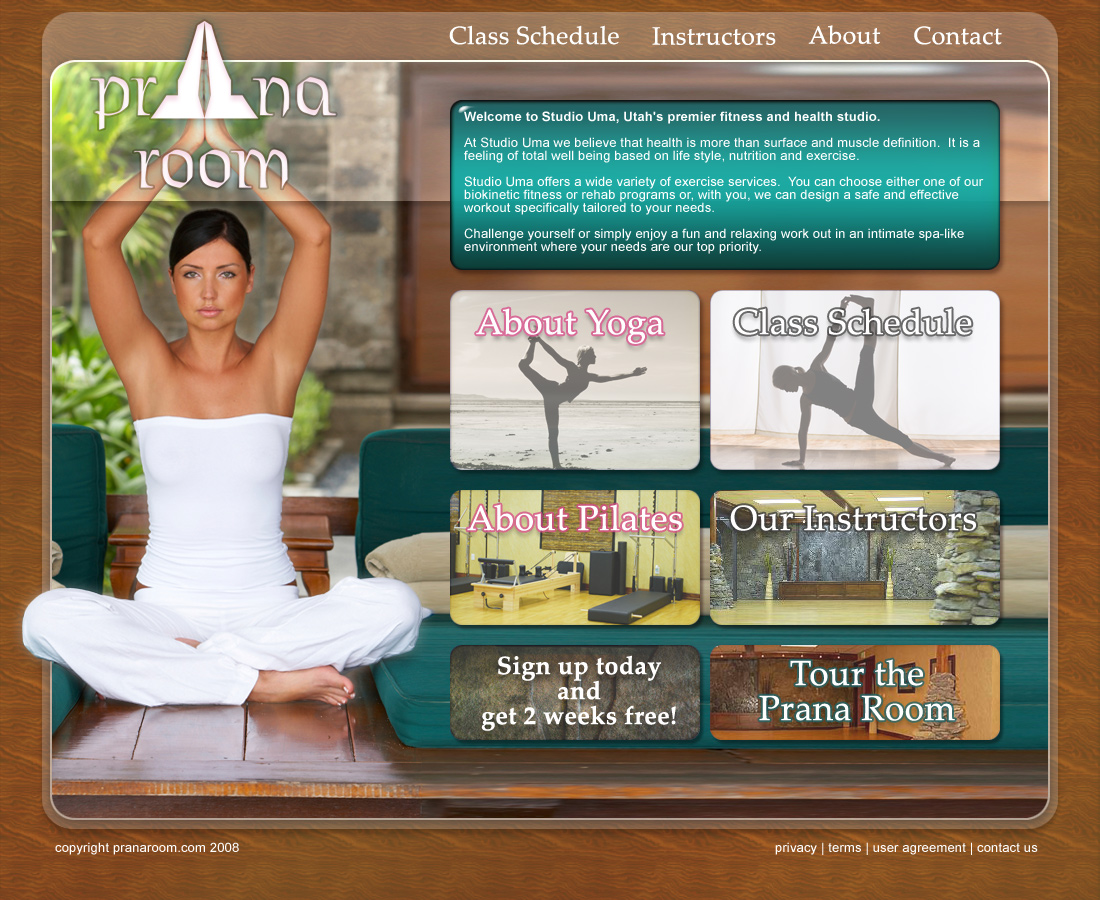 Class Schedule Instructors About Contact
prana
room
Welcome to Studio Uma, Utah's premier fitness and health studio.
At Studio Uma we believe that health is more than surface and muscle definition. It is a
feeling of total well being based on life style, nutrition and exercise.
Studio Uma offers a wide variety of exercise services. You can choose either one of our
biokinetic fitness or rehab programs or, with you, we can design a safe and effective
workout specifically tailored to your needs.
Challenge yourself or simply enjoy a fun and relaxing work out in an intimate spa-like
environment where your needs are our top priority.
About Yoga
Class Schedule
About Pilates
Our Instructors
Sign up today
and
get 2 weeks free!
Tour the
Prana Room
copyright pranaroom.com 2008
privacy | terms | user agreement | contact us